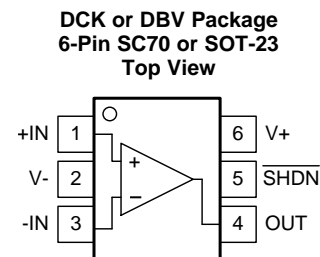 DCK or DBV Package
6-Pin SC70 or SOT-23
Top View
+IN 1 6 V+
+
V- 2 5 SHDN
−
-IN 3 4 OUT